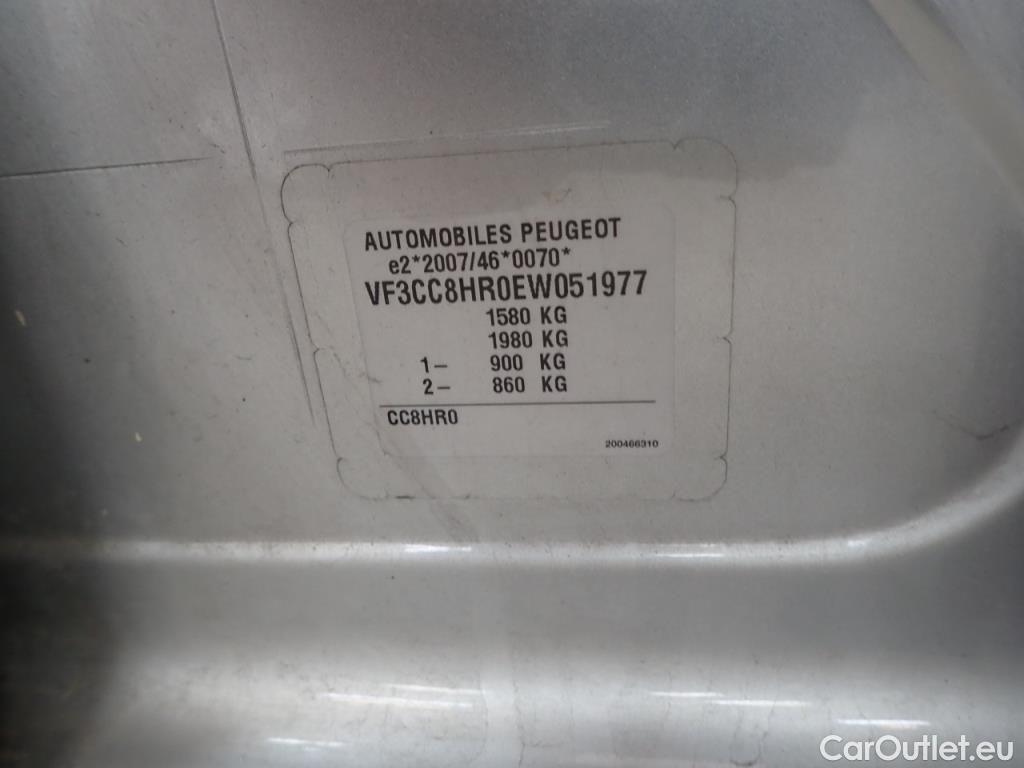 AUTOMOBILES PEUGEOT
e2*2007/46*0070*
VF3CC8HR0EW051977
1580 KG
1980 KG
1- 900 KG
2- 860 KG
CC8HR0
200466310
CarOutlet.eu